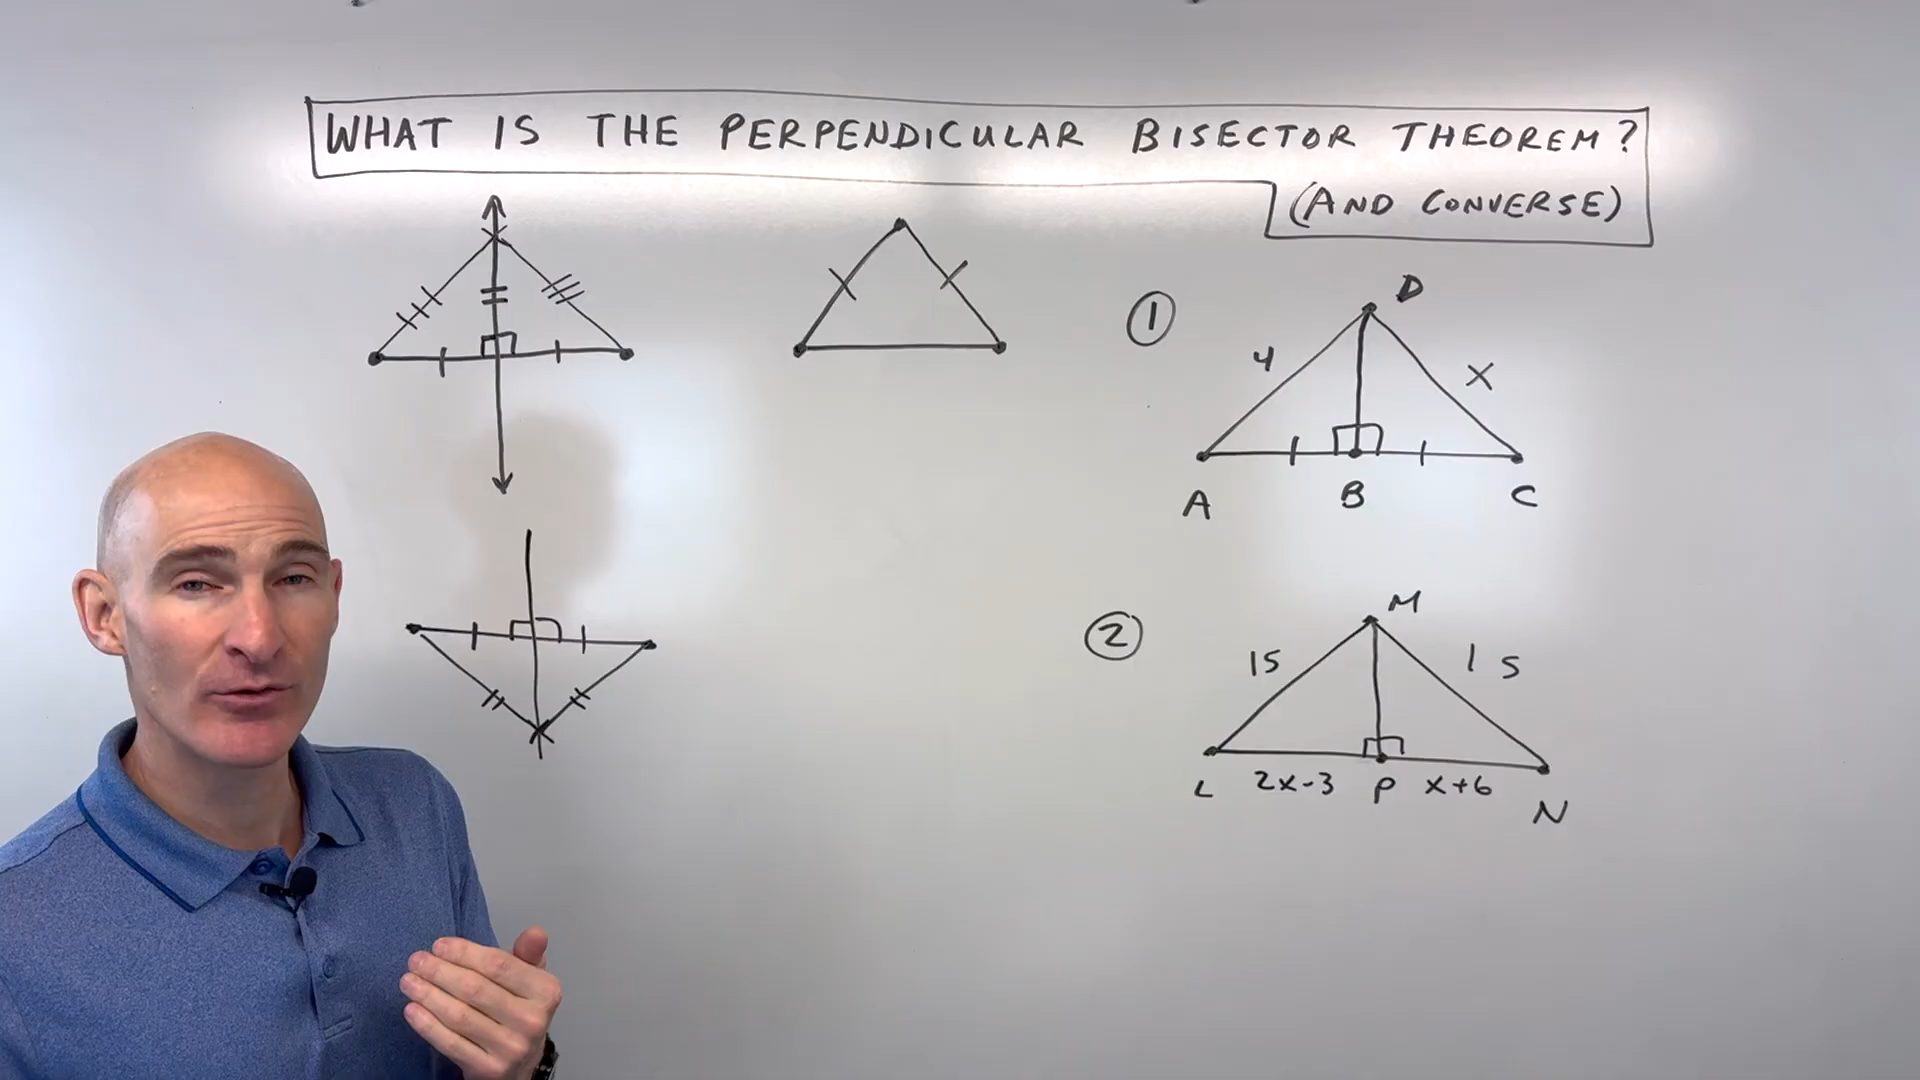 WHAT IS THE PERPENDICULAR BISECTOR THEOREM?
(AND CONVERSE)
1
D
4
X
A B C
2
M
15 15
L 2x-3 P x+6 N